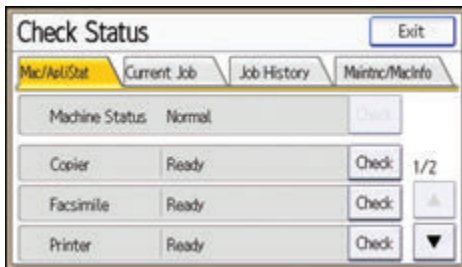 Check Status Exit
Mac/ApliStat Current Job Job History Maintnc/MacInfo
Machine Status Normal Check
Copier Ready Check 1/2
Facsimile Ready Check
Printer Ready Check